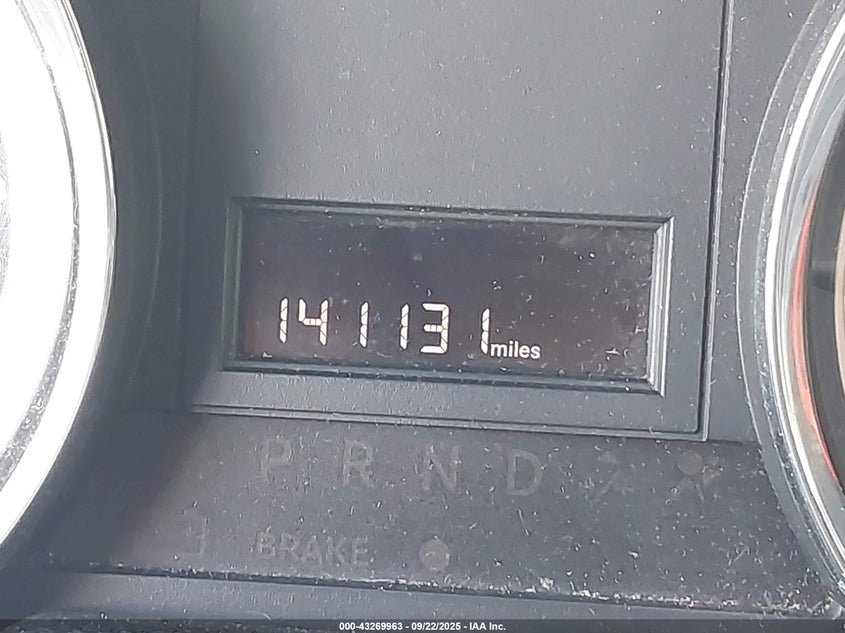 141131 miles
P R N D
BRAKE
000-43269963 - 09/22/2025 - IAA Inc.